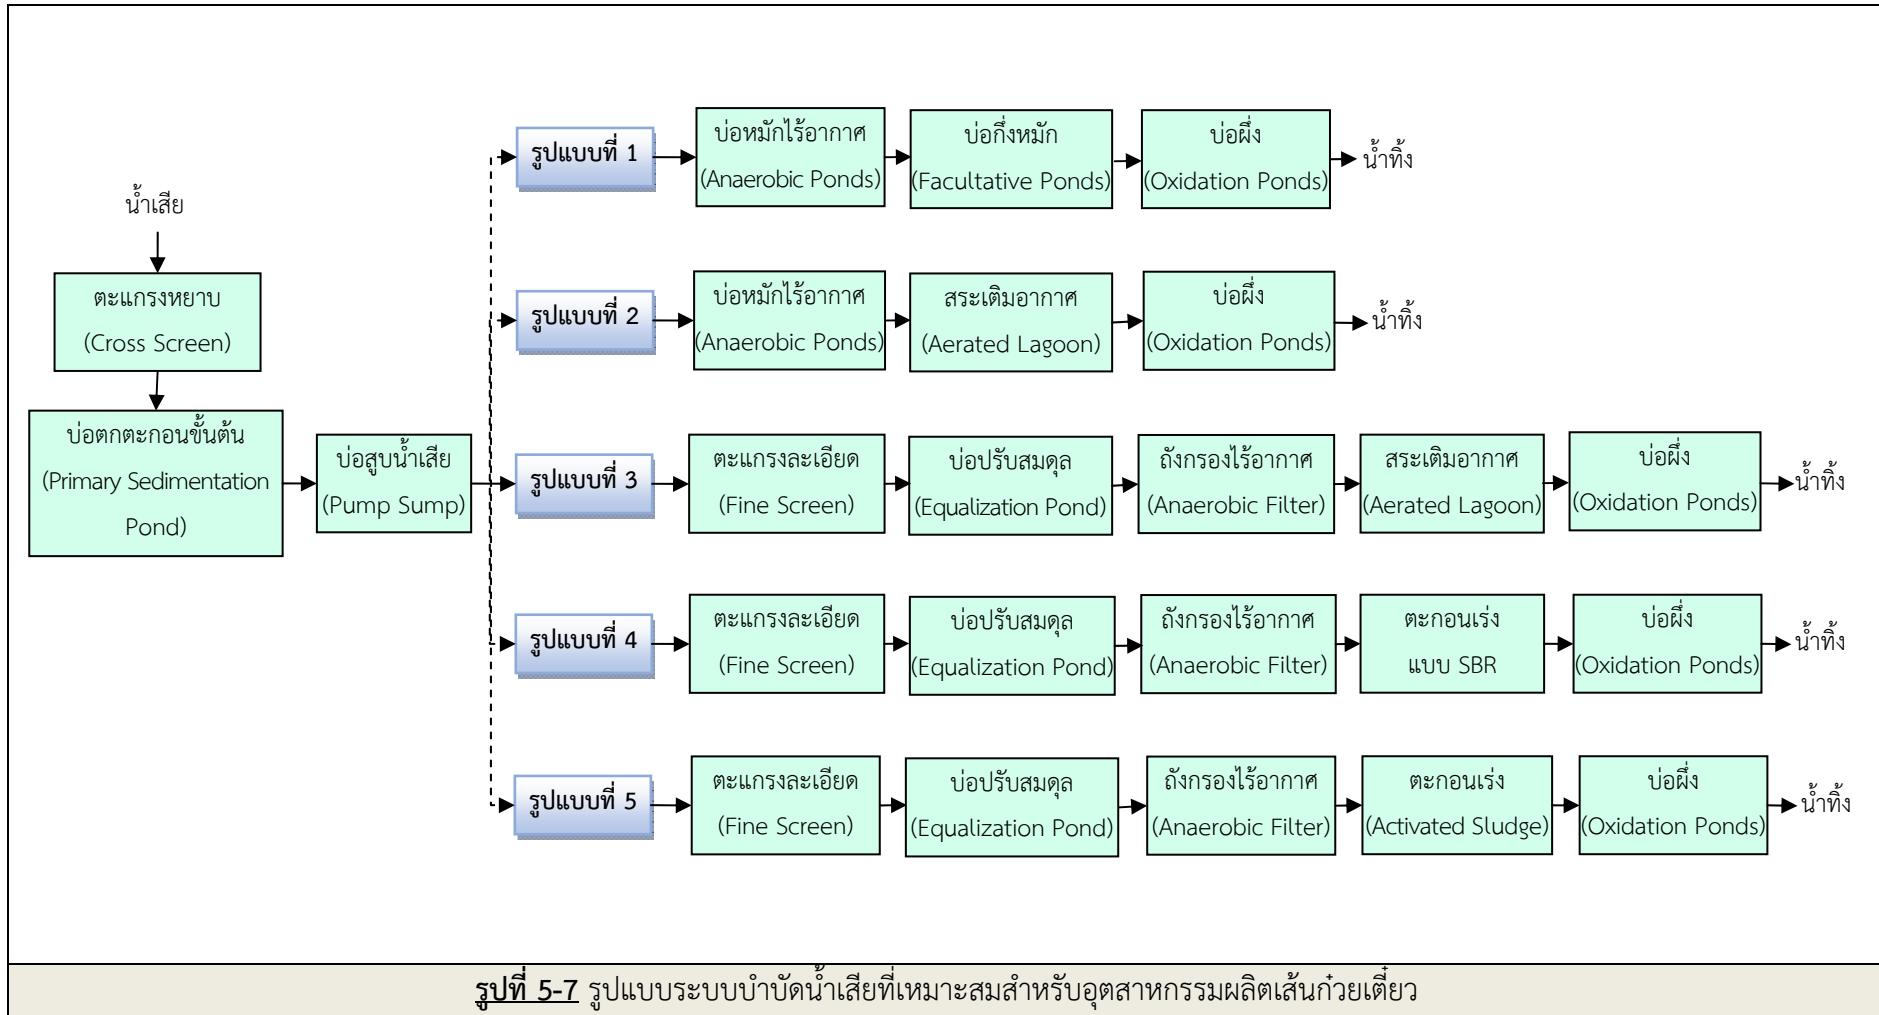 น้ำเสีย
ตะแกรงหยาบ
(Cross Screen)
บ่อตกตะกอนขั้นต้น
(Primary Sedimentation
Pond)
บ่อสูบน้ำเสีย
(Pump Sump)
รูปแบบที่ 1
บ่อหมักไร้อากาศ
(Anaerobic Ponds)
บ่อกึ่งหมัก
(Facultative Ponds)
บ่อผึ่ง
(Oxidation Ponds)
น้ำทิ้ง
รูปแบบที่ 2
บ่อหมักไร้อากาศ
(Anaerobic Ponds)
สระเติมอากาศ
(Aerated Lagoon)
บ่อผึ่ง
(Oxidation Ponds)
น้ำทิ้ง
รูปแบบที่ 3
ตะแกรงละเอียด
(Fine Screen)
บ่อปรับสมดุล
(Equalization Pond)
ถังกรองไร้อากาศ
(Anaerobic Filter)
สระเติมอากาศ
(Aerated Lagoon)
บ่อผึ่ง
(Oxidation Ponds)
น้ำทิ้ง
รูปแบบที่ 4
ตะแกรงละเอียด
(Fine Screen)
บ่อปรับสมดุล
(Equalization Pond)
ถังกรองไร้อากาศ
(Anaerobic Filter)
ตะกอนเร่ง
แบบ SBR
บ่อผึ่ง
(Oxidation Ponds)
น้ำทิ้ง
รูปแบบที่ 5
ตะแกรงละเอียด
(Fine Screen)
บ่อปรับสมดุล
(Equalization Pond)
ถังกรองไร้อากาศ
(Anaerobic Filter)
ตะกอนเร่ง
(Activated Sludge)
บ่อผึ่ง
(Oxidation Ponds)
น้ำทิ้ง
รูปที่ 5-7 รูปแบบระบบบำบัดน้ำเสียที่เหมาะสมสำหรับอุตสาหกรรมผลิตเส้นก๋วยเตี๋ยว